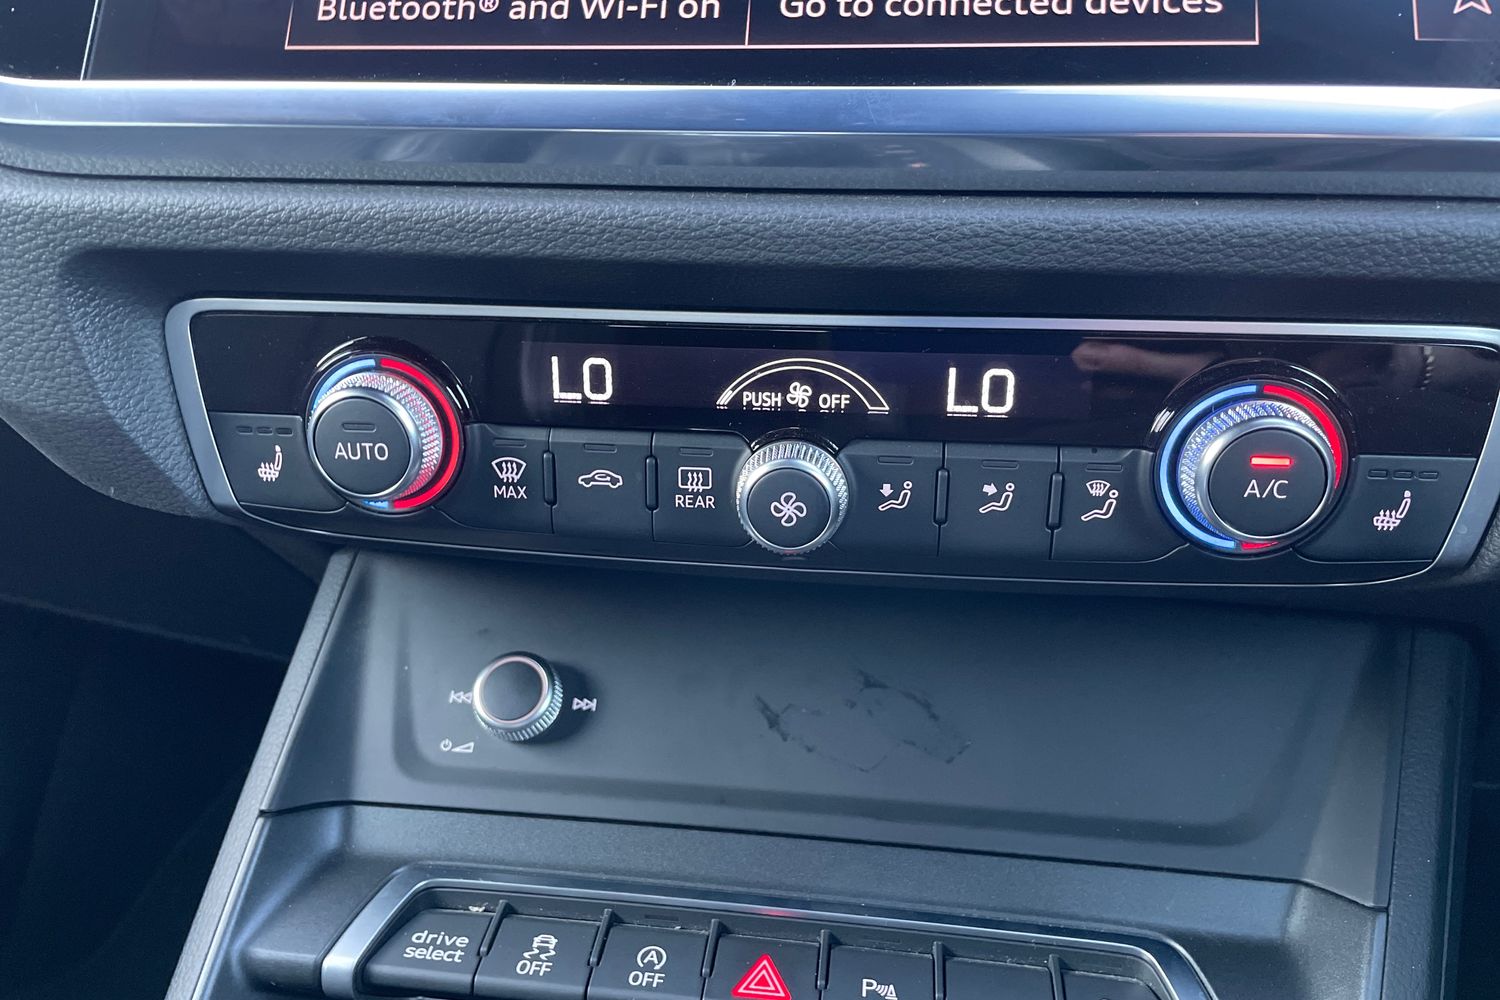 Bluetooth® and Wi-Fi on
Go to connected devices
LO
PUSH OFF
LO
AUTO
MAX
REAR
A/C
drive
select
OFF
A
OFF
P